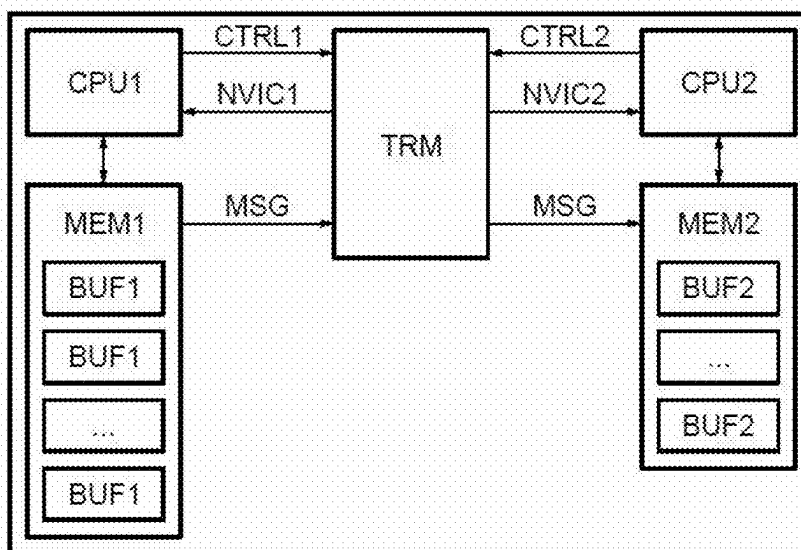 CPU1
CTRL1
NVIC1
TRM
CTRL2
NVIC2
CPU2
MEM1
MSG
MSG
MEM2
BUF1
BUF1
...
BUF1
BUF2
...
BUF2